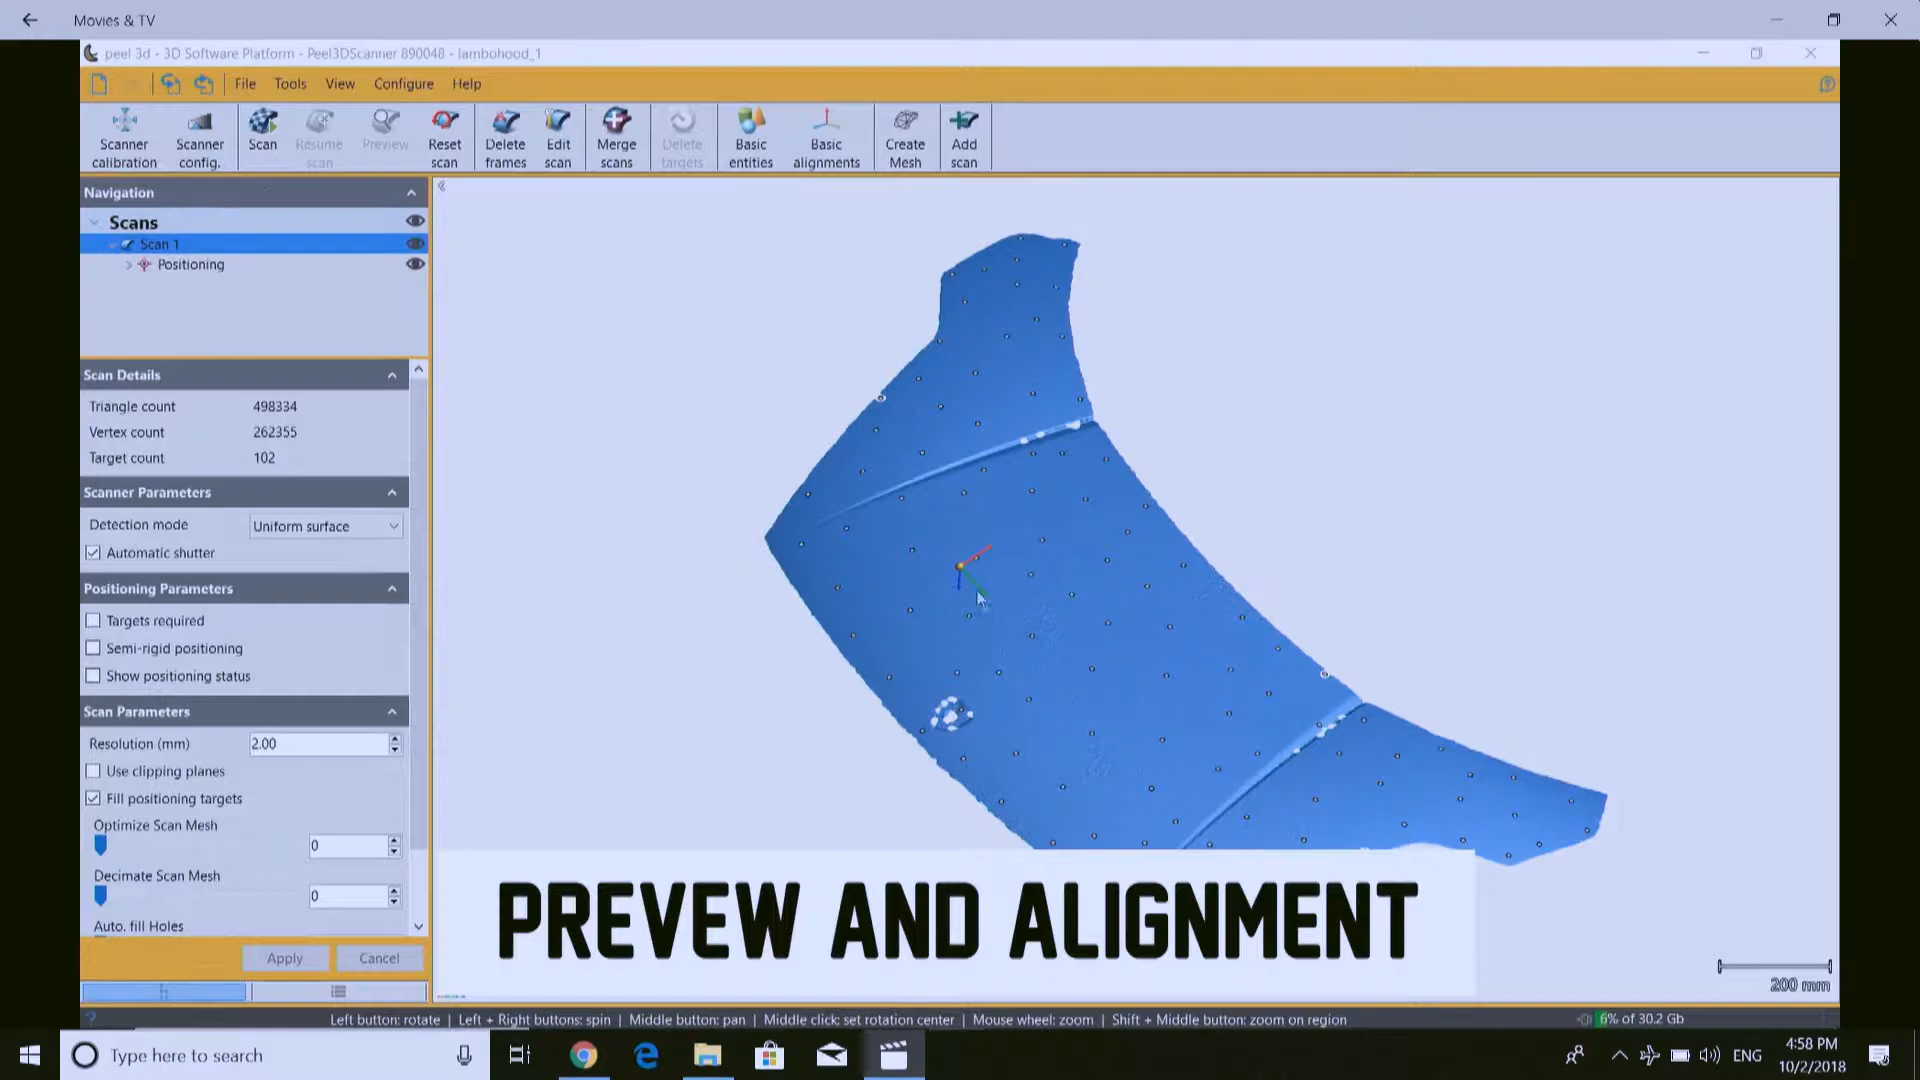 Movies & TV
peel 3d - 3D Software Platform - Peel3DScanner 890048 - lambohood_1
File Tools View Configure Help
Scanner calibration
Scanner config.
Scan
Resume scan
Preview
Reset scan
Delete frames
Edit scan
Merge scans
Delete targets
Basic entities
Basic alignments
Create Mesh
Add scan
Navigation
Scans
Scan 1
Positioning
Scan Details
Triangle count 498334
Vertex count 262355
Target count 102
Scanner Parameters
Detection mode Uniform surface
Automatic shutter
Positioning Parameters
Targets required
Semi-rigid positioning
Show positioning status
Scan Parameters
Resolution (mm) 2.00
Use clipping planes
Fill positioning targets
Optimize Scan Mesh
0
Decimate Scan Mesh
0
Auto. fill Holes
Apply Cancel
PREVEW AND ALIGNMENT
200 mm
Left button: rotate | Left + Right buttons: spin | Middle button: pan | Middle click: set rotation center | Mouse wheel: zoom | Shift + Middle button: zoom on region
6% of 30.2 Gb
Type here to search
ENG
4:58 PM
10/2/2018